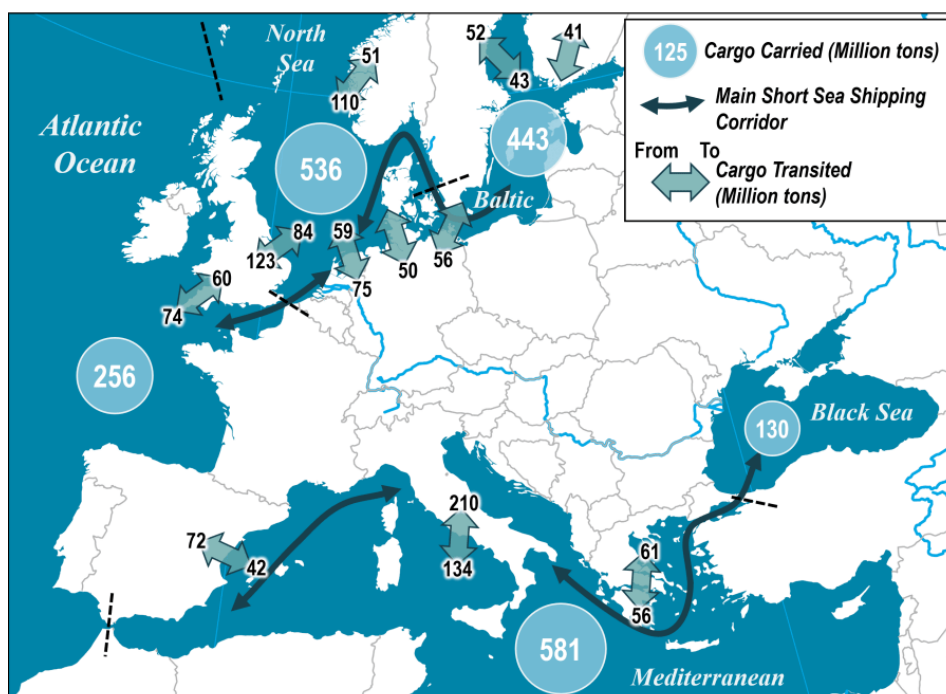 North
Sea
Atlantic
Ocean
51
110
52
43
41
125 Cargo Carried (Million tons)
Main Short Sea Shipping
Corridor
From To
Cargo Transited
(Million tons)
536
443
Baltic
84
123
59
75
50
56
60
74
256
130
Black Sea
72
42
210
134
61
56
581
Mediterranean